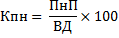 Кпн = ПнП / ВД × 100